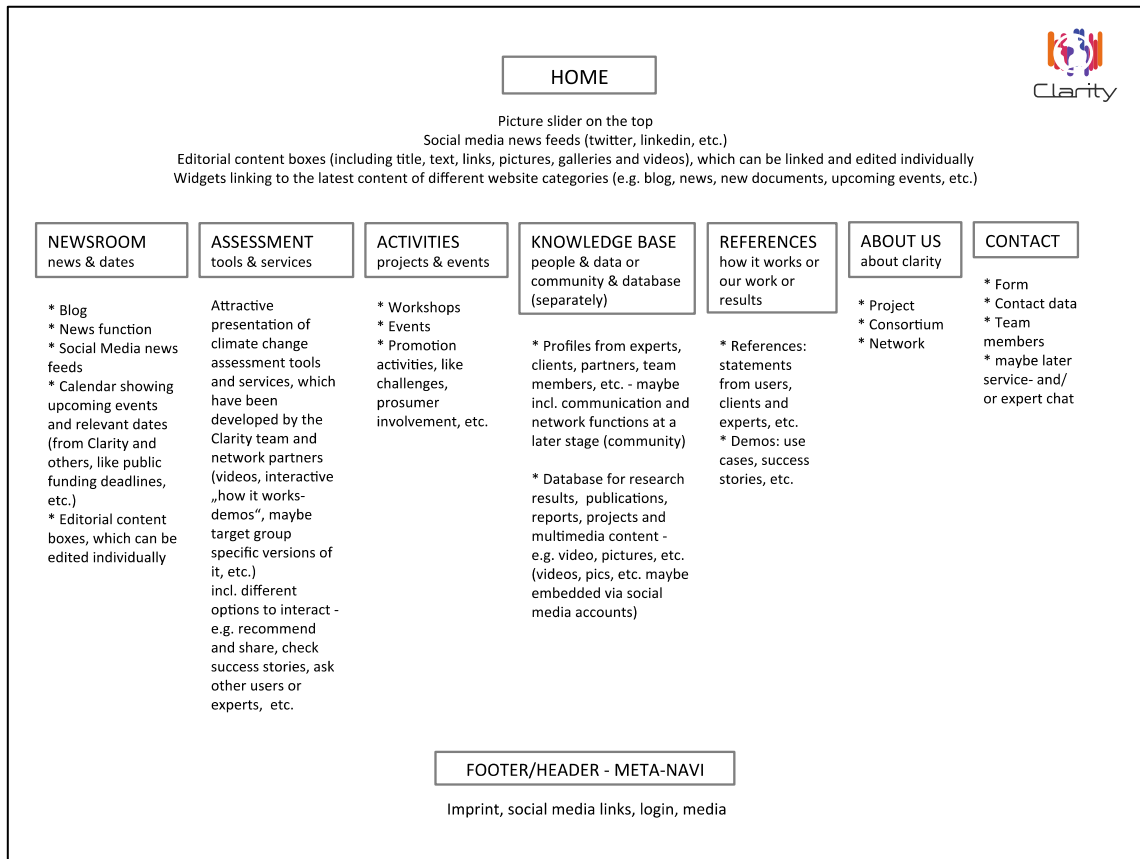 Clarity
HOME
Picture slider on the top
Social media news feeds (twitter, linkedin, etc.)
Editorial content boxes (including title, text, links, pictures, galleries and videos), which can be linked and edited individually
Widgets linking to the latest content of different website categories (e.g. blog, news, new documents, upcoming events, etc.)
NEWSROOM
news & dates
* Blog
* News function
* Social Media news
feeds
* Calendar showing
upcoming events
and relevant dates
(from Clarity and
others, like public
funding deadlines,
etc.)
* Editorial content
boxes, which can be
edited individually
ASSESSMENT
tools & services
Attractive
presentation of
climate change
assessment tools
and services, which
have been
developed by the
Clarity team and
network partners
(videos, interactive
„how it works-
demos“, maybe
target group
specific versions of
it, etc.)
incl. different
options to interact -
e.g. recommend
and share, check
success stories, ask
other users or
experts, etc.
ACTIVITIES
projects & events
* Workshops
* Events
* Promotion
activities, like
challenges,
prosumer
involvement, etc.
KNOWLEDGE BASE
people & data or
community & database
(separately)
* Profiles from experts,
clients, partners, team
members, etc. - maybe
incl. communication and
network functions at a
later stage (community)
* Database for research
results, publications,
reports, projects and
multimedia content -
e.g. video, pictures, etc.
(videos, pics, etc. maybe
embedded via social
media accounts)
REFERENCES
how it works or
our work or
results
* References:
statements
from users,
clients and
experts, etc.
* Demos: use
cases, success
stories, etc.
ABOUT US
about clarity
* Project
* Consortium
* Network
CONTACT
* Form
* Contact data
* Team
members
* maybe later
service- and/
or expert chat
FOOTER/HEADER - META-NAVI
Imprint, social media links, login, media